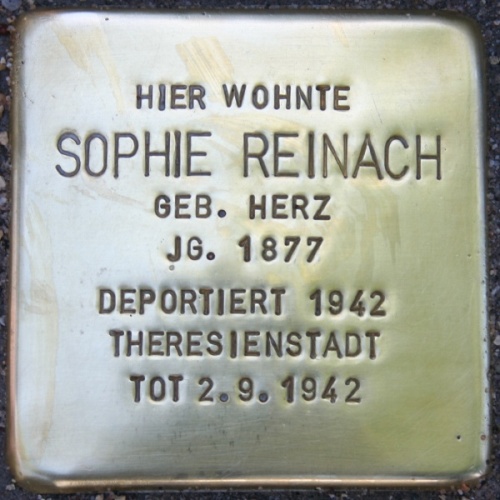 HIER WOHNTE
SOPHIE REINACH
GEB. HERZ
JG. 1877
DEPORTIERT 1942
THERESIENSTADT
TOT 2.9.1942